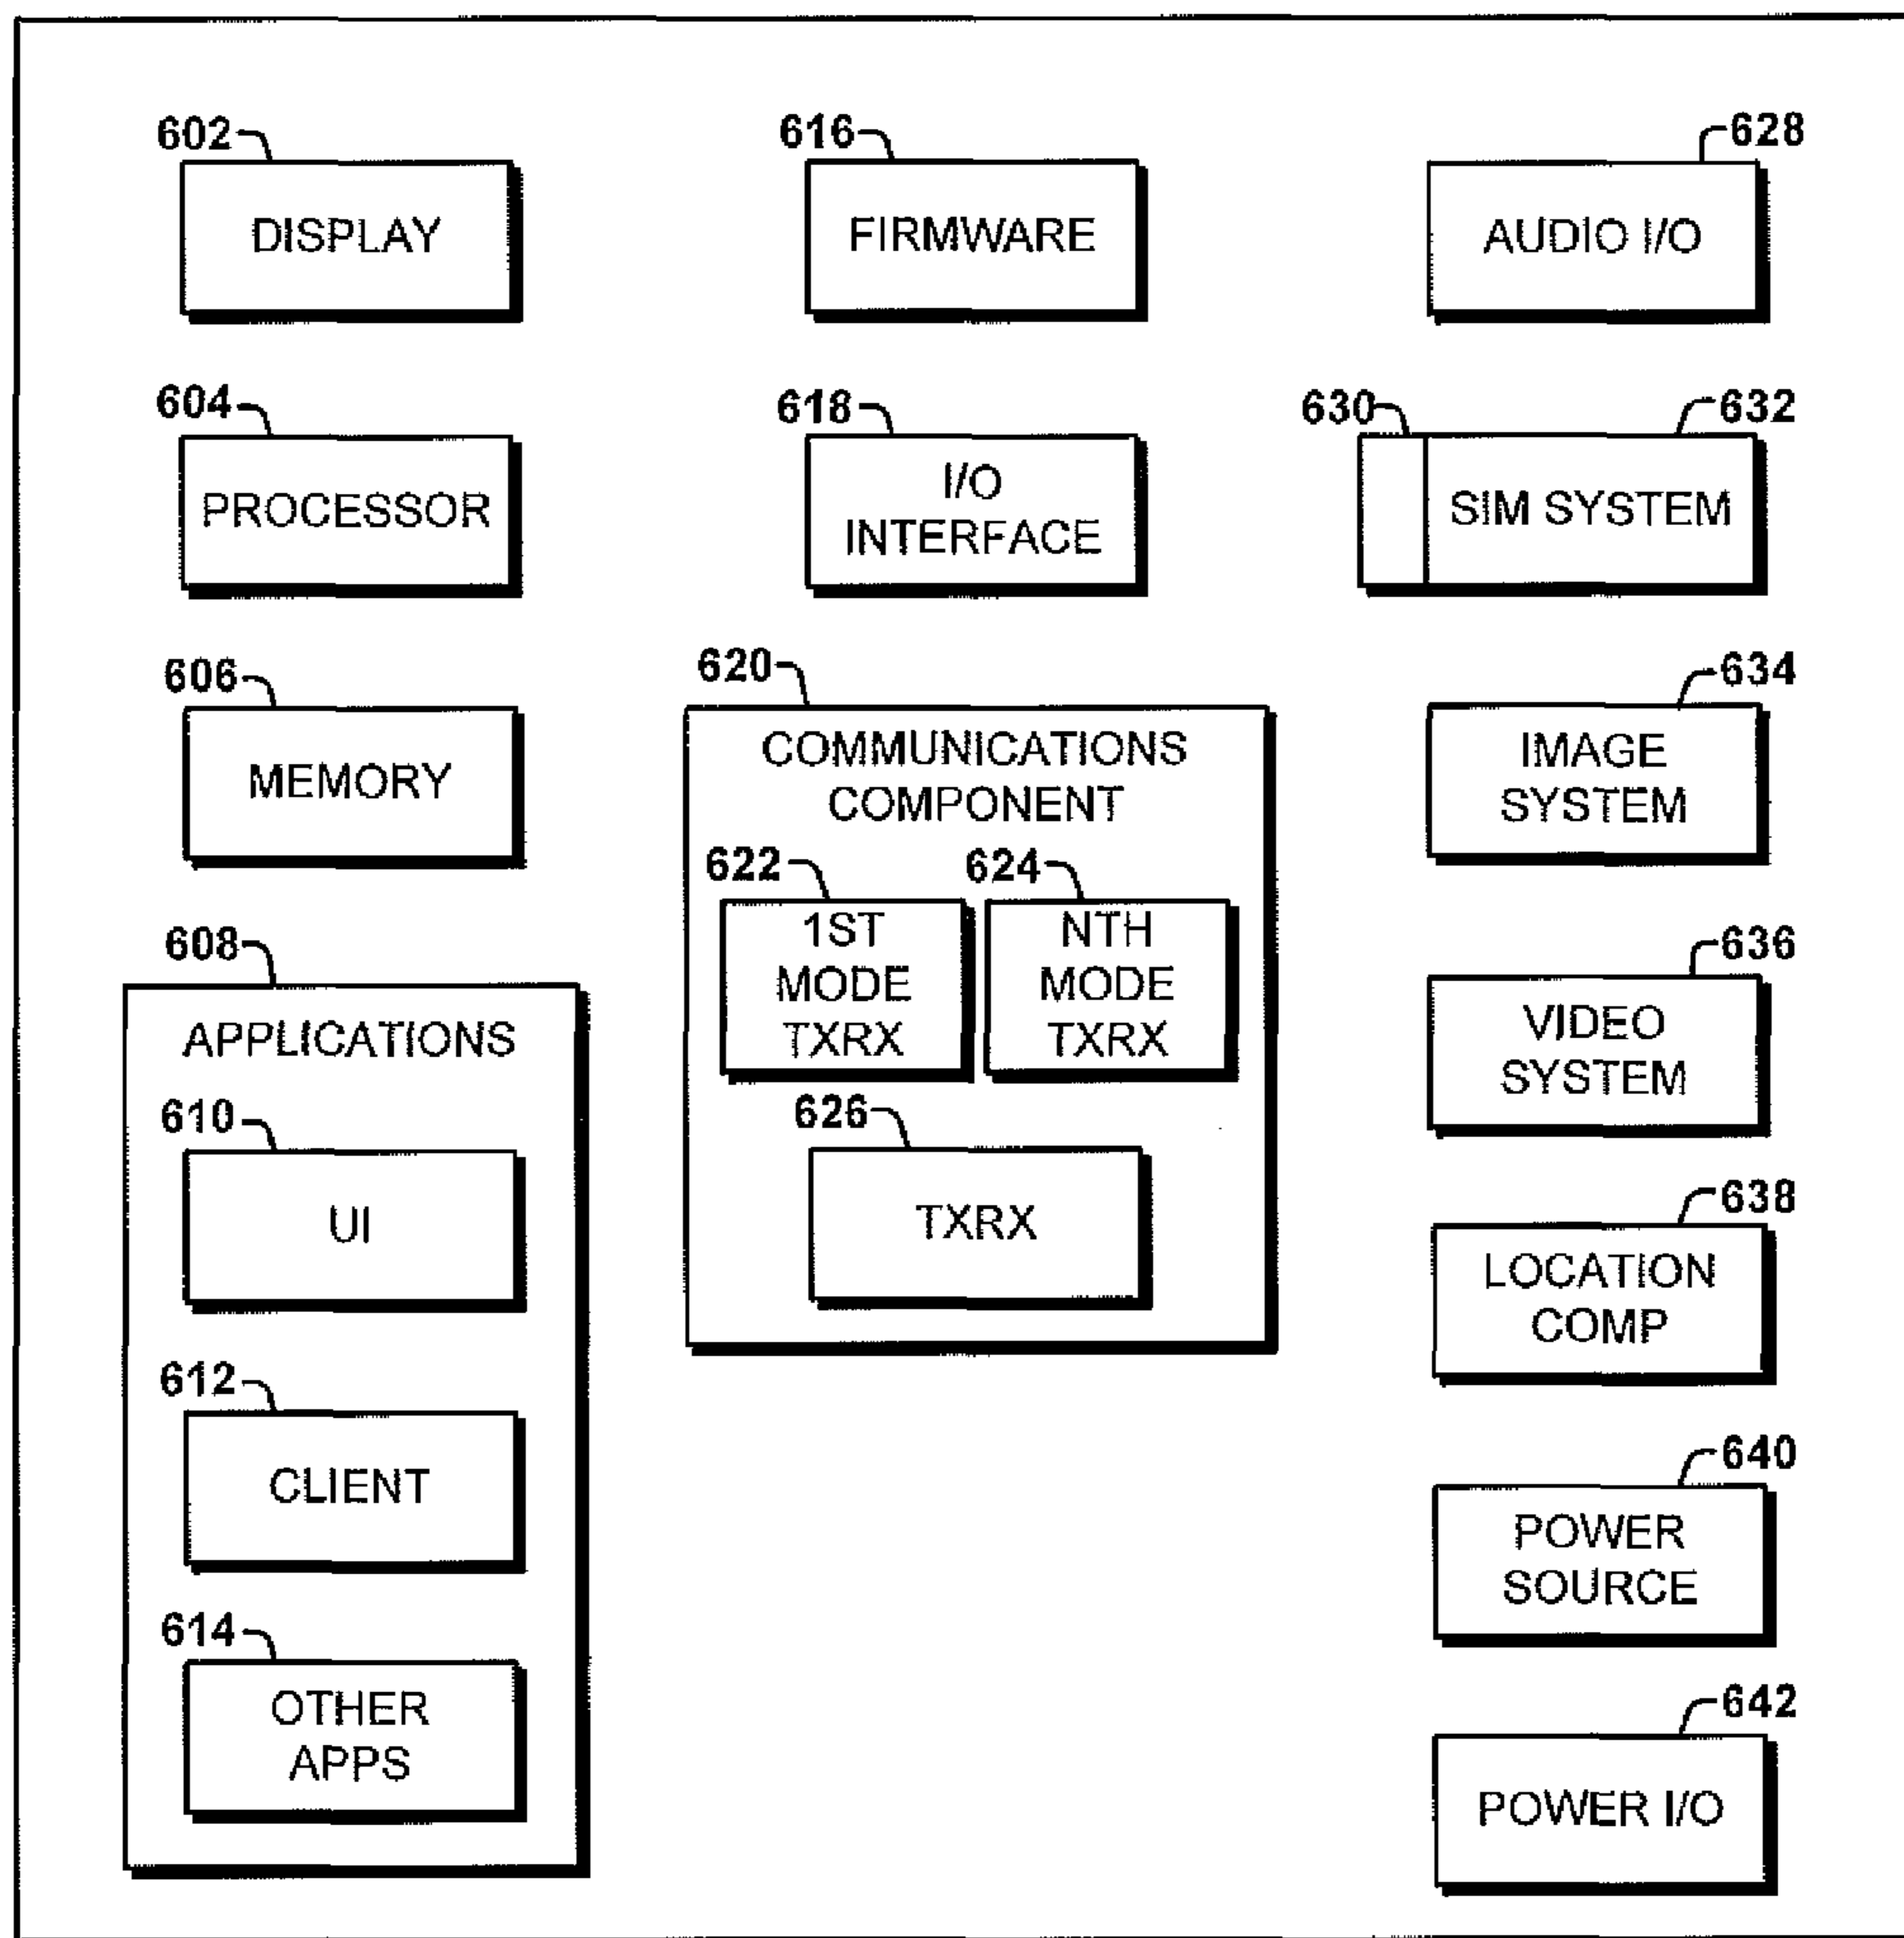 602
DISPLAY
616
FIRMWARE
628
AUDIO I/O
604
PROCESSOR
618
I/O
INTERFACE
630
632
SIM SYSTEM
606
MEMORY
620
COMMUNICATIONS
COMPONENT
622
1ST
MODE
TXRX
624
NTH
MODE
TXRX
626
TXRX
634
IMAGE
SYSTEM
608
APPLICATIONS
610
UI
612
CLIENT
614
OTHER
APPS
636
VIDEO
SYSTEM
638
LOCATION
COMP
640
POWER
SOURCE
642
POWER I/O